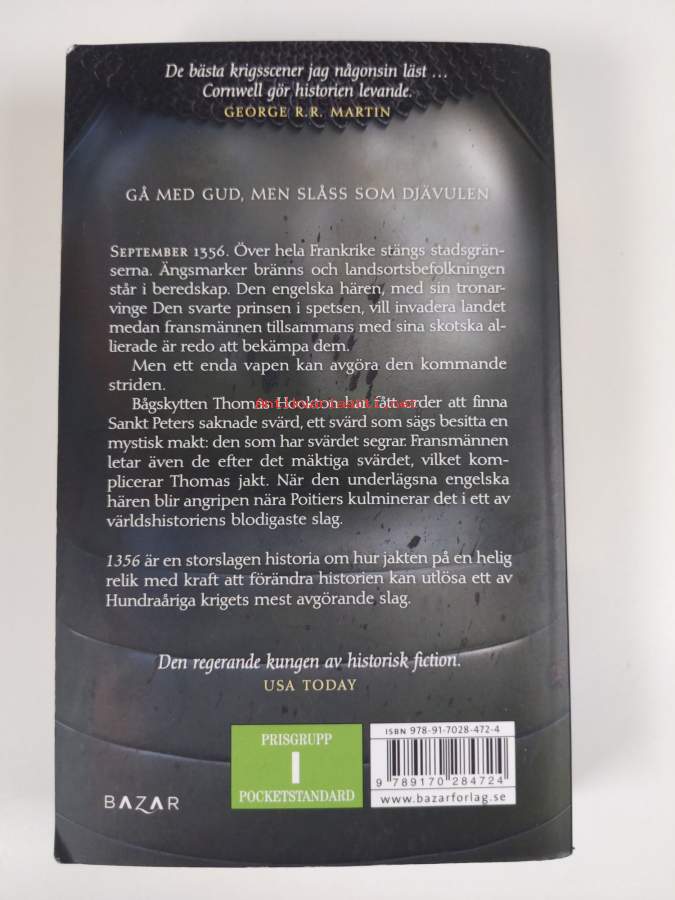 De bästa krigsscener jag någonsin läst …
Cornwell gör historien levande.
GEORGE R.R. MARTIN
GÅ MED GUD, MEN SLÅSS SOM DJÄVULEN
SEPTEMBER 1356. Över hela Frankrike stängs stadsgrän-
serna. Ängsmarker bränns och landsortsbefolkningen
står i beredskap. Den engelska hären, med sin tronar-
vinge Den svarte prinsen i spetsen, vill invadera landet
medan fransmännen tillsammans med sina skotska al-
lierade är redo att bekämpa dem.
Men ett enda vapen kan avgöra den kommande
striden.
Bågskytten Thomas Hookton har fått order att finna
Sankt Peters saknade svärd, ett svärd som sägs besitta en
mystisk makt: den som har svärdet segrar. Fransmännen
letar även de efter det mäktiga svärdet, vilket kom-
plicerar Thomas jakt. När den underlägsna engelska
hären blir angripen nära Poitiers kulminerar det i ett av
världshistoriens blodigaste slag.
1356 är en storslagen historia om hur jakten på en helig
relik med kraft att förändra historien kan utlösa ett av
Hundraåriga krigets mest avgörande slag.
Den regerande kungen av historisk fiction.
USA TODAY
PRISGRUPP
I
POCKETSTANDARD
ISBN 978-91-7028-472-4
9 789170 284724
www.bazarforlag.se
BAZAR